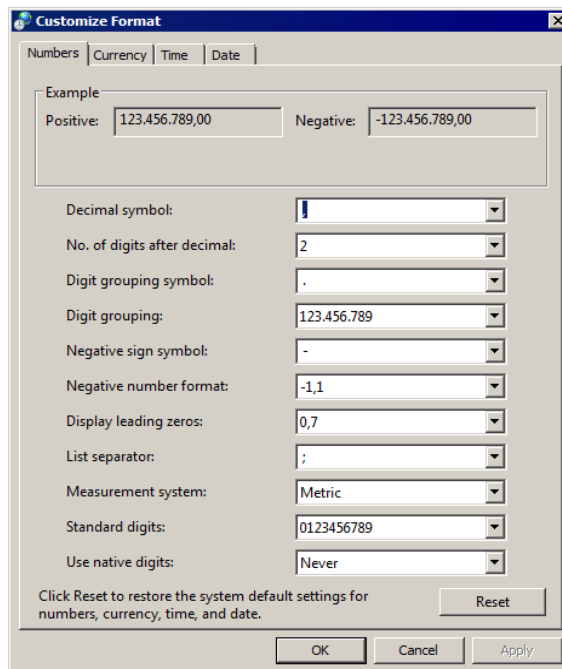 Customize Format
Numbers Currency Time Date
Example
Positive: 123.456.789,00 Negative: -123.456.789,00
Decimal symbol: ,
No. of digits after decimal: 2
Digit grouping symbol: .
Digit grouping: 123.456.789
Negative sign symbol: -
Negative number format: -1,1
Display leading zeros: 0,7
List separator: ;
Measurement system: Metric
Standard digits: 0123456789
Use native digits: Never
Click Reset to restore the system default settings for
numbers, currency, time, and date.
Reset
OK Cancel Apply